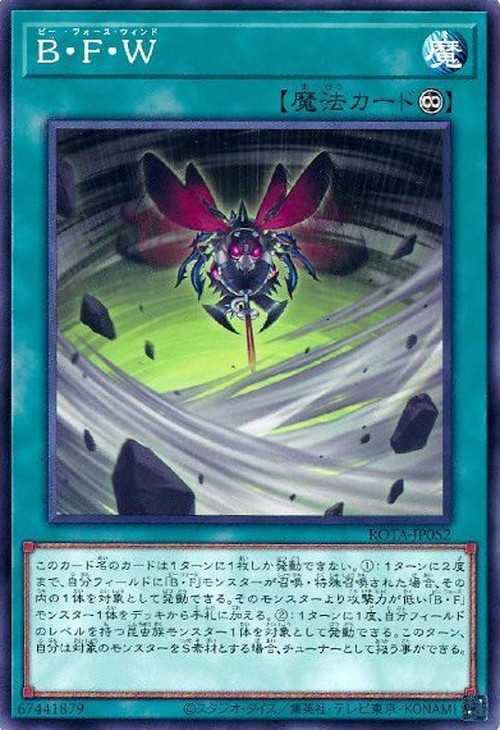 ビー・フォース・ウィンド
B・F・W
魔
【魔法カード】
ROTA-JP052
このカード名のカードは1ターンに1枚しか発動できない。①：1ターンに2度
まで、自分フィールドに「B・F」モンスターが召喚・特殊召喚された場合、その
内の1体を対象として発動できる。そのモンスターより攻撃力が低い「B・F」
モンスター1体をデッキから手札に加える。②：1ターンに1度、自分フィールド
のレベルを持つ昆虫族モンスター1体を対象として発動できる。このターン、
自分は対象のモンスターをS素材とする場合、チューナーとして扱う事ができる。
67441879 ©スタジオ・ダイス／集英社・テレビ東京・KONAMI